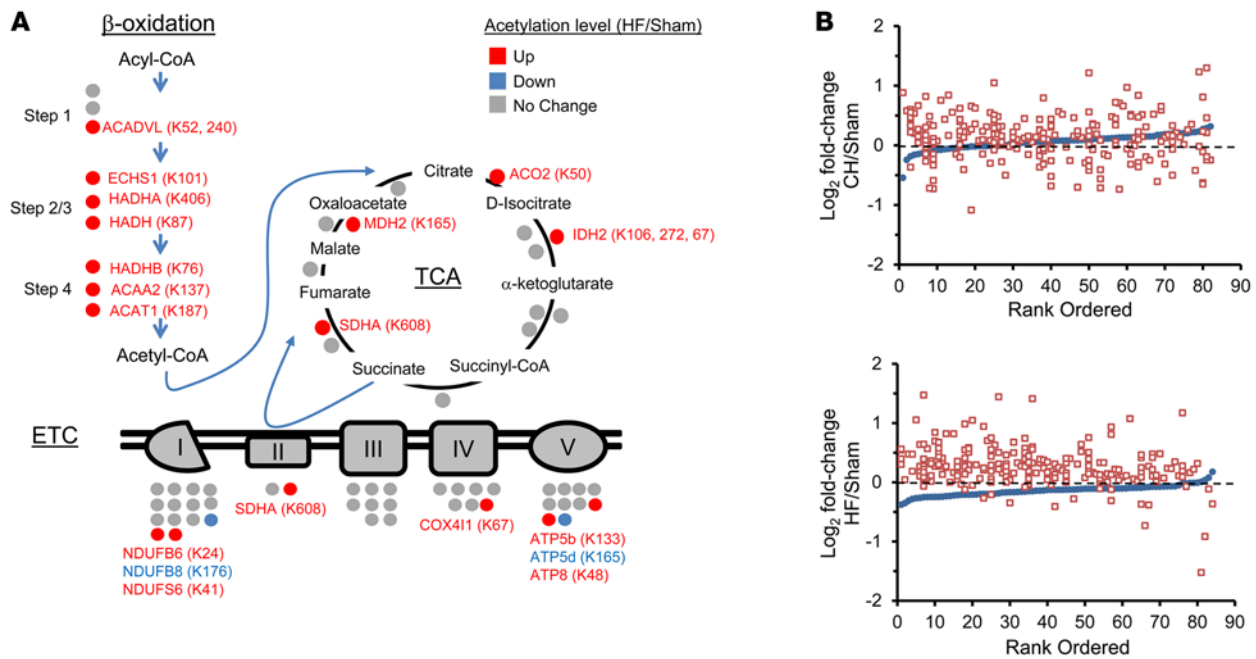 A
β-oxidation
Acyl-CoA
Step 1
ACADVL (K52, 240)
ECHS1 (K101)
Step 2/3
HADHA (K406)
HADH (K87)
HADHB (K76)
Step 4
ACAA2 (K137)
ACAT1 (K187)
Acetyl-CoA
Acetylation level (HF/Sham)
Up
Down
No Change
Citrate
ACO2 (K50)
Oxaloacetate
D-Isocitrate
MDH2 (K165)
IDH2 (K106, 272, 67)
Malate
TCA
α-ketoglutarate
Fumarate
SDHA (K608)
Succinate
Succinyl-CoA
ETC
I
II
III
IV
V
SDHA (K608)
COX4I1 (K67)
NDUFB6 (K24)
NDUFB8 (K176)
NDUFS6 (K41)
ATP5b (K133)
ATP5d (K165)
ATP8 (K48)
B
Log2 fold-change
CH/Sham
2
1
0
-1
-2
0 10 20 30 40 50 60 70 80 90
Rank Ordered
Log2 fold-change
HF/Sham
2
1
0
-1
-2
0 10 20 30 40 50 60 70 80 90
Rank Ordered